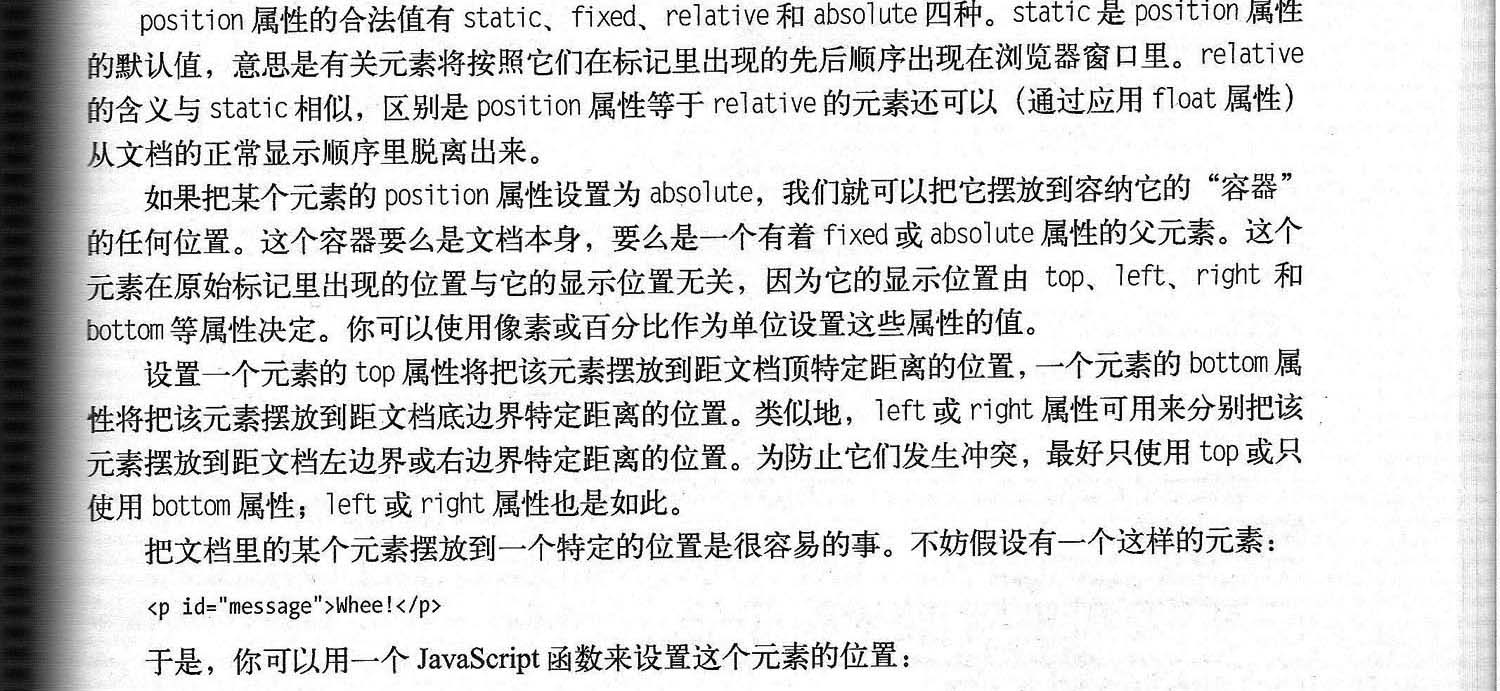 position 属性的合法值有 static、fixed、relative 和 absolute 四种。static 是 position 属性
的默认值，意思是有关元素将按照它们在标记里出现的先后顺序出现在浏览器窗口里。relative
的含义与 static 相似，区别是 position 属性等于 relative 的元素还可以（通过应用 float 属性）
从文档的正常显示顺序里脱离出来。
如果把某个元素的 position 属性设置为 absolute，我们就可以把它摆放到容纳它的“容器”
的任何位置。这个容器要么是文档本身，要么是一个有着 fixed 或 absolute 属性的父元素。这个
元素在原始标记里出现的位置与它的显示位置无关，因为它的显示位置由 top、left、right 和
bottom 等属性决定。你可以使用像素或百分比作为单位设置这些属性的值。
设置一个元素的 top 属性将把该元素摆放到距文档顶特定距离的位置，一个元素的 bottom 属
性将把该元素摆放到距文档底边界特定距离的位置。类似地，left 或 right 属性可用来分别把该
元素摆放到距文档左边界或右边界特定距离的位置。为防止它们发生冲突，最好只使用 top 或只
使用 bottom 属性；left 或 right 属性也是如此。
把文档里的某个元素摆放到一个特定的位置是很容易的事。不妨假设有一个这样的元素：
<p id="message">Whee!</p>
于是，你可以用一个 JavaScript 函数来设置这个元素的位置：